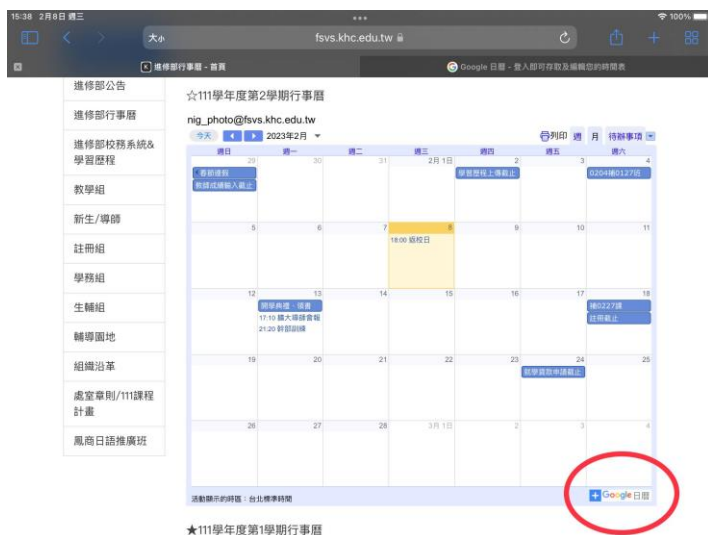 15:38 2月8日 週三
100%
大小
fsvs.khc.edu.tw
進修部行事曆 - 首頁
Google 日曆 - 登入即可存取及編輯您的時間表
進修部公告
進修部行事曆
進修部校務系統&
學習歷程
教學組
新生/導師
註冊組
學務組
生輔組
輔導園地
組織沿革
處室章則/111課程
計畫
鳳商日語推廣班
☆111學年度第2學期行事曆
nig_photo@fsvs.khc.edu.tw
今天 2023年2月 列印 週 月 待辦事項
週日 週一 週二 週三 週四 週五 週六
29 30 31 2月 1日 2 3 4
春節連假 學習歷程上傳截止 0204補0127班
教師成績輸入截止
5 6 7 8 9 10 11
18:00 返校日
12 13 14 15 16 17 18
開學典禮、領書 補0227課
17:10 擴大導師會報 註冊截止
21:20 幹部訓練
19 20 21 22 23 24 25
就學貸款申請截止
26 27 28 3月 1日 2 3 4
活動顯示的時區：台北標準時間
Google 日曆
★111學年度第1學期行事曆